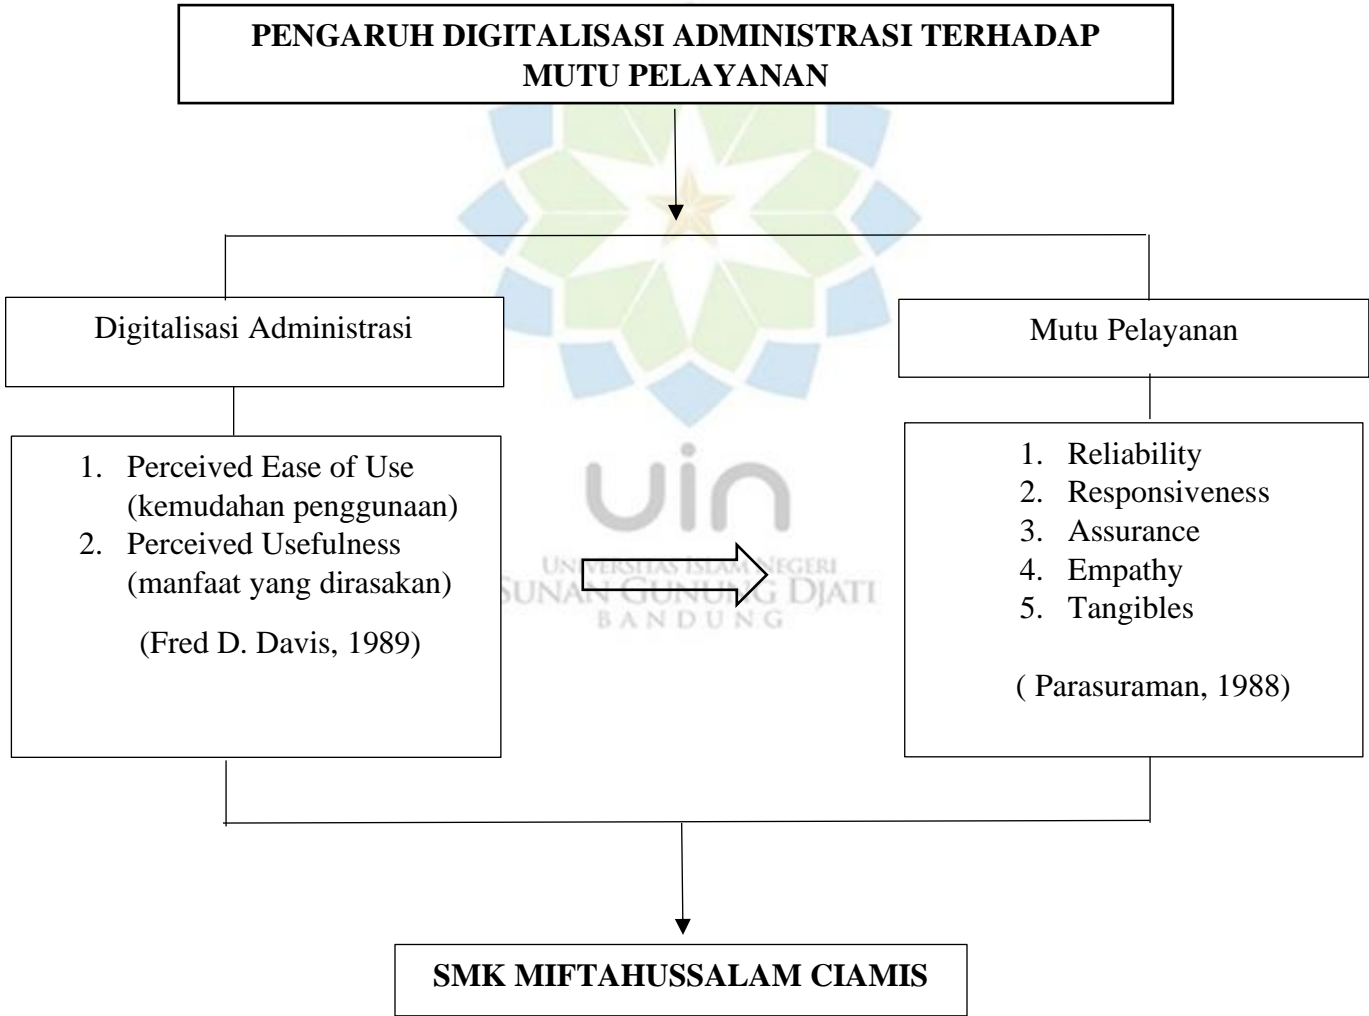 PENGARUH DIGITALISASI ADMINISTRASI TERHADAP
MUTU PELAYANAN
Digitalisasi Administrasi
Mutu Pelayanan
1. Perceived Ease of Use
(kemudahan penggunaan)
2. Perceived Usefulness
(manfaat yang dirasakan)
(Fred D. Davis, 1989)
uin
UNIVERSITAS ISLAM NEGERI
SUNAN GUNUNG DJATI
BANDUNG
1. Reliability
2. Responsiveness
3. Assurance
4. Empathy
5. Tangibles
( Parasuraman, 1988)
SMK MIFTAHUSSALAM CIAMIS